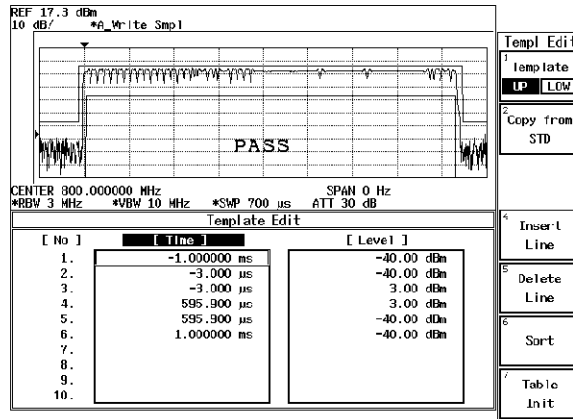 REF 17.3 dBm
10 dB/ *A_Write Smpl
PASS
CENTER 800.000000 MHz SPAN 0 Hz
*RBW 3 MHz *VBW 10 MHz *SWP 700 µs ATT 30 dB
Template Edit
[ No ] [ Time ] [ Level ]
1. -1.000000 ms -40.00 dBm
2. -3.000 µs -40.00 dBm
3. -3.000 µs 3.00 dBm
4. 595.900 µs 3.00 dBm
5. 595.900 µs -40.00 dBm
6. 1.000000 ms -40.00 dBm
7.
8.
9.
10.
Templ Edit
1
Template
UP LOW
2
Copy from
STD
4
Insert
Line
5
Delete
Line
6
Sort
7
Table
Init